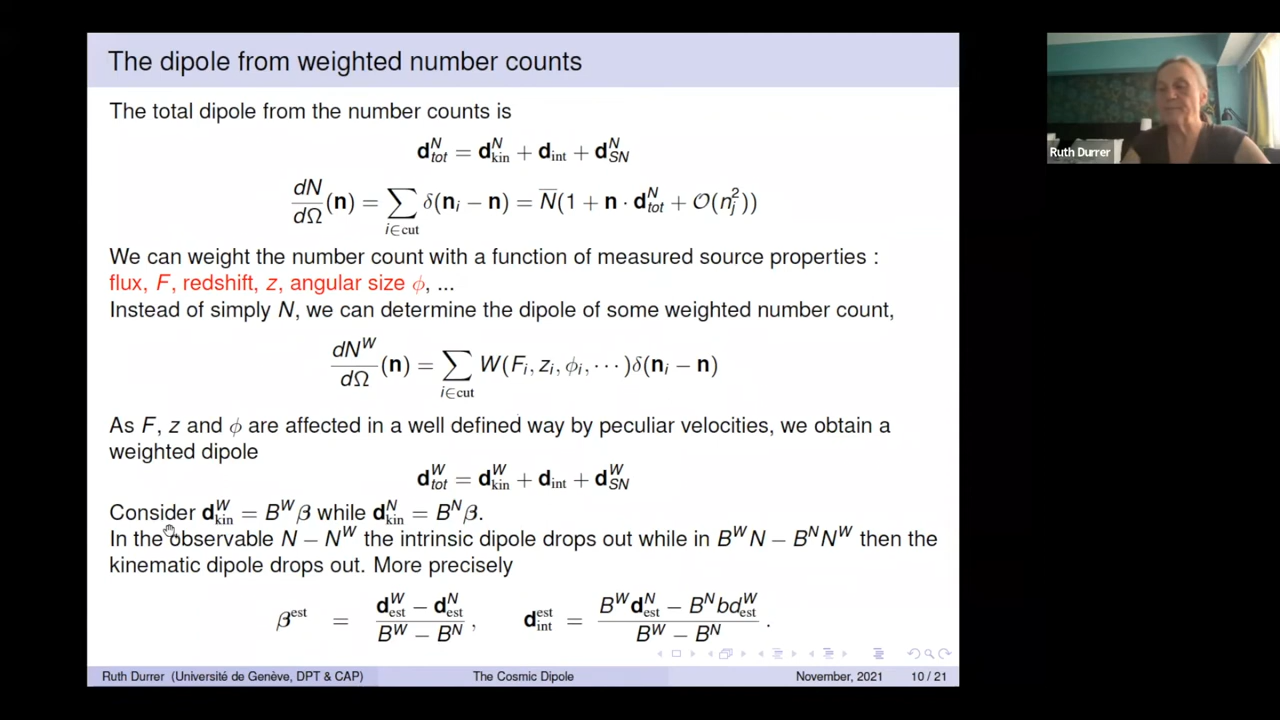 The dipole from weighted number counts
The total dipole from the number counts is
d^N_tot = d^N_kin + d_int + d^N_SN
dN/dΩ (n) = ∑_{i∈cut} δ(n_i − n) = N̅(1 + n · d^N_tot + O(n_j^2))
We can weight the number count with a function of measured source properties :
flux, F, redshift, z, angular size ϕ, ...
Instead of simply N, we can determine the dipole of some weighted number count,
dN^W/dΩ (n) = ∑_{i∈cut} W(F_i, z_i, ϕ_i, ···)δ(n_i − n)
As F, z and ϕ are affected in a well defined way by peculiar velocities, we obtain a
weighted dipole
d^W_tot = d^W_kin + d_int + d^W_SN
Consider d^W_kin = B^W β while d^N_kin = B^N β.
In the observable N − N^W the intrinsic dipole drops out while in B^W N − B^N N^W then the
kinematic dipole drops out. More precisely
β^est = (d^W_est − d^N_est)/(B^W − B^N) , d^est_int = (B^W d^N_est − B^N bd^W_est)/(B^W − B^N) .
Ruth Durrer (Université de Genève, DPT & CAP) The Cosmic Dipole November, 2021 10 / 21
Ruth Durrer